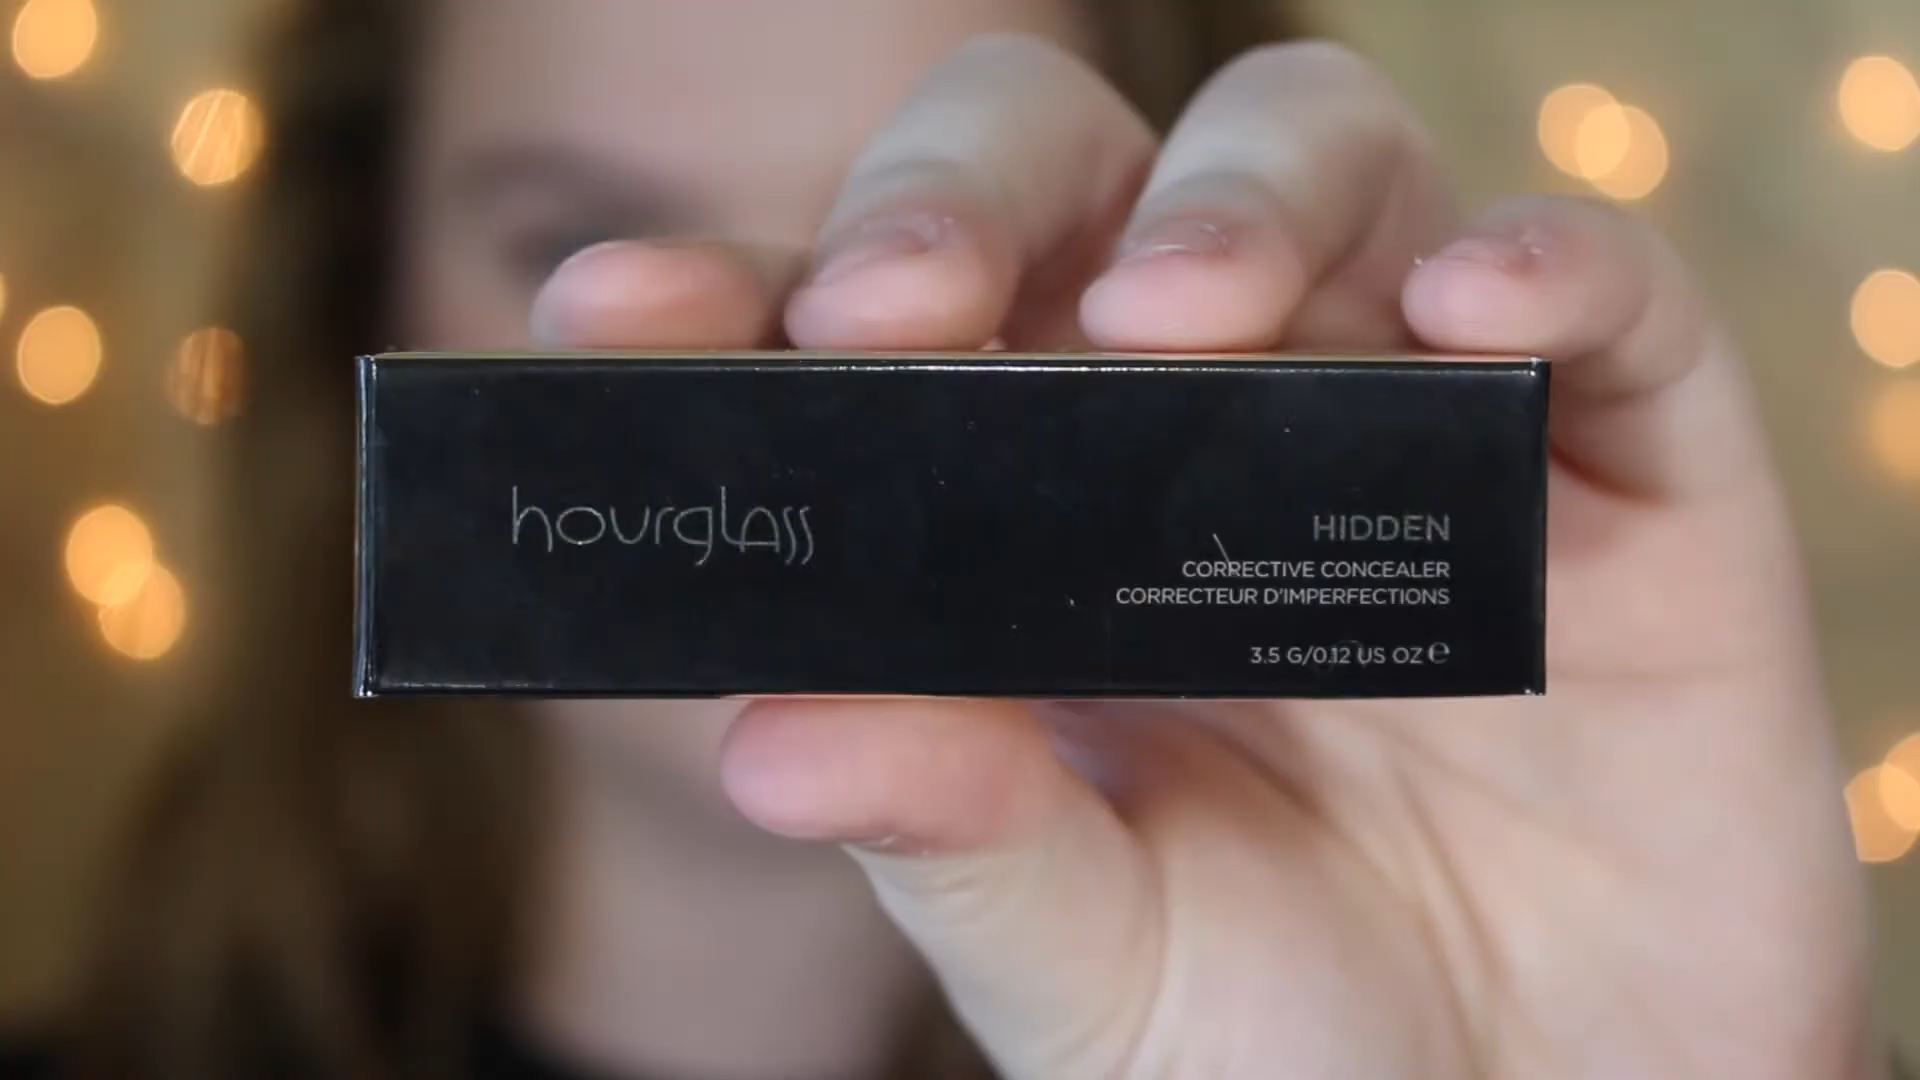 hourglass
HIDDEN
CORRECTIVE CONCEALER
CORRECTEUR D'IMPERFECTIONS
3.5 G/0.12 US OZ ℮